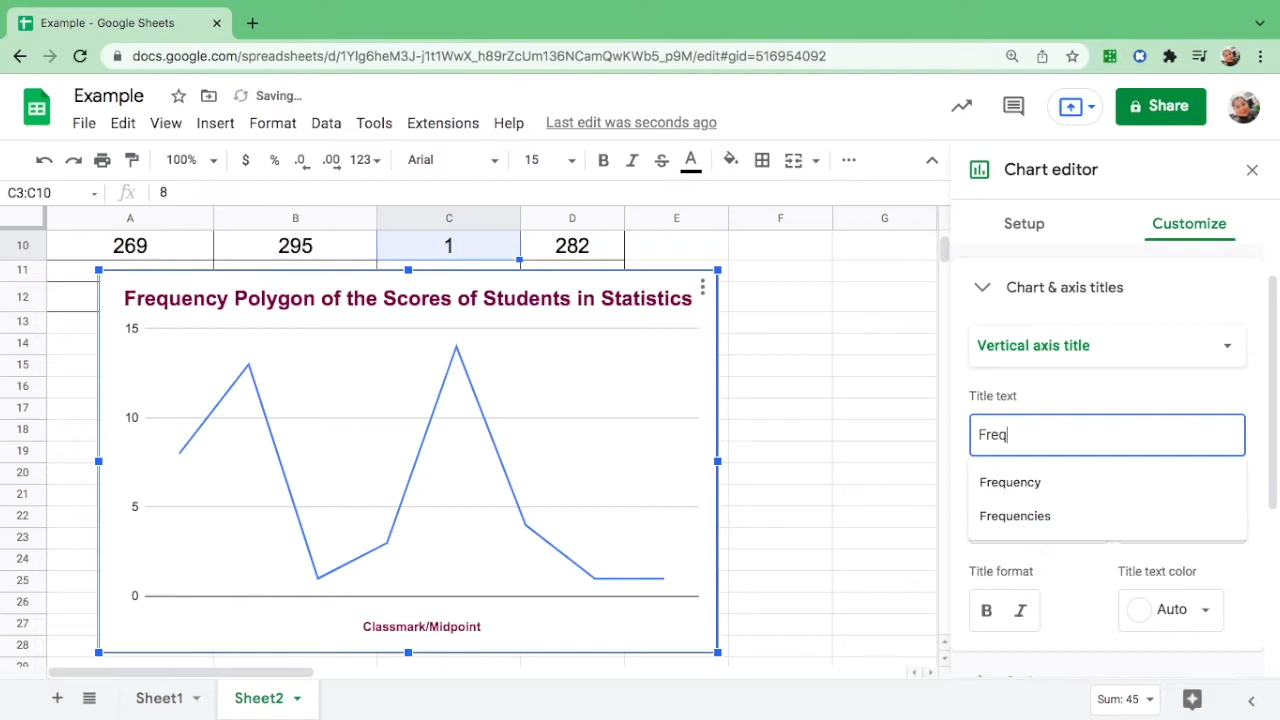 Example - Google Sheets
docs.google.com/spreadsheets/d/1Ylg6heM3J-j1t1WwX_h89rZcUm136NCamQwKWb5_p9M/edit#gid=516954092
Example
Saving...
File Edit View Insert Format Data Tools Extensions Help Last edit was seconds ago
Share
100% $ % .0 .00 123 Arial 15 B I S A
C3:C10 fx 8
A B C D E F G
10 269 295 1 282
11
12
13
14
15
16
17
18
19
20
21
22
23
24
25
26
27
28
Frequency Polygon of the Scores of Students in Statistics
15
10
5
0
Classmark/Midpoint
Chart editor
Setup Customize
Chart & axis titles
Vertical axis title
Title text
Freq
Frequency
Frequencies
Title format Title text color
B I Auto
Sheet1 Sheet2
Sum: 45